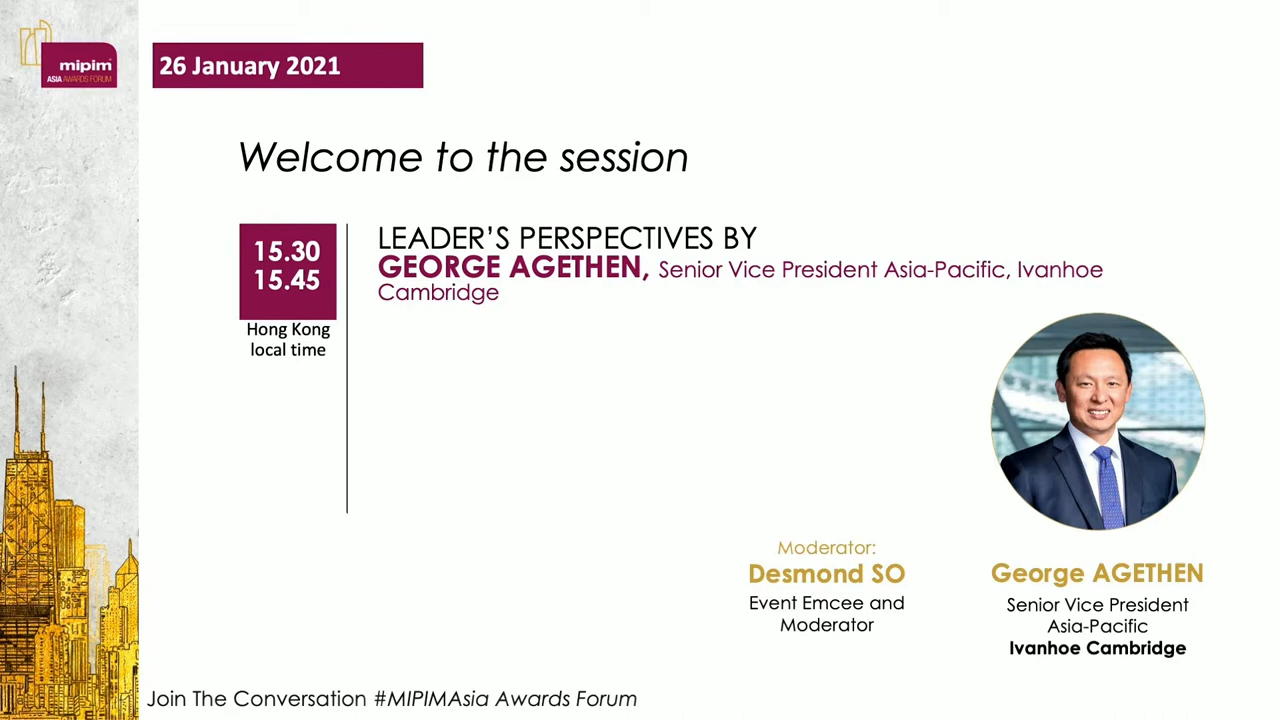 mipim
ASIA AWARDS FORUM
26 January 2021
Welcome to the session
15.30
15.45
Hong Kong
local time
LEADER'S PERSPECTIVES BY
GEORGE AGETHEN, Senior Vice President Asia-Pacific, Ivanhoe
Cambridge
Moderator:
Desmond SO
Event Emcee and
Moderator
George AGETHEN
Senior Vice President
Asia-Pacific
Ivanhoe Cambridge
Join The Conversation #MIPIMAsia Awards Forum